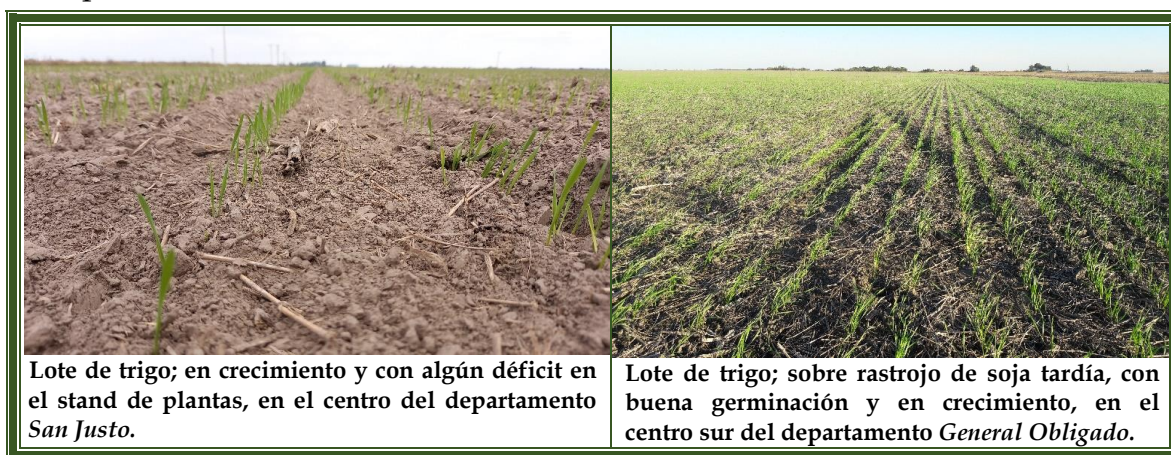 Lote de trigo; en crecimiento y con algún déficit en
el stand de plantas, en el centro del departamento
San Justo.
Lote de trigo; sobre rastrojo de soja tardía, con
buena germinación y en crecimiento, en el
centro sur del departamento General Obligado.